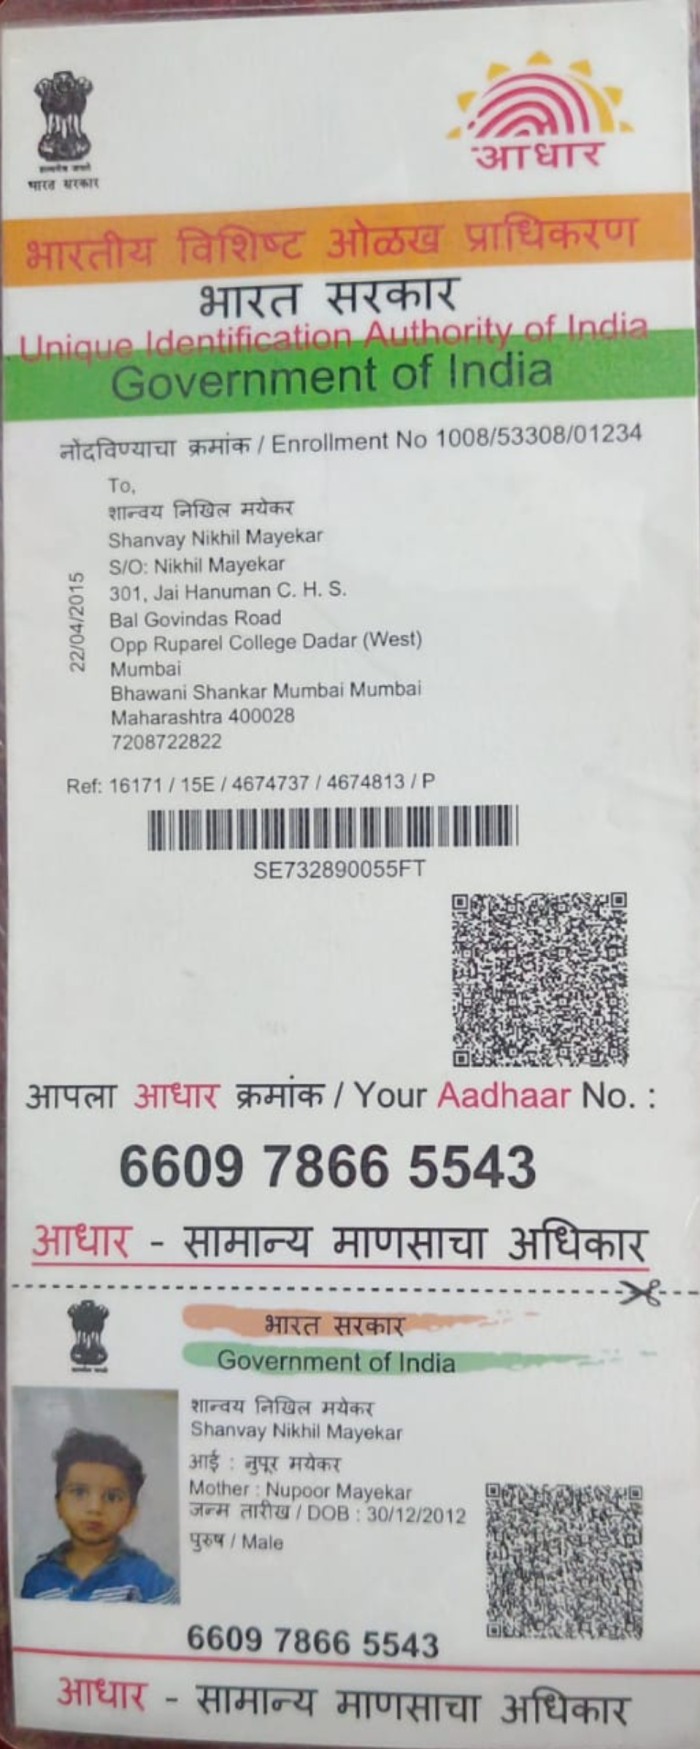 भारत सरकार
आधार
भारतीय विशिष्ट ओळख प्राधिकरण
भारत सरकार
Unique Identification Authority of India
Government of India
नोंदविण्याचा क्रमांक / Enrollment No 1008/53308/01234
To,
शान्वय निखिल मयेकर
Shanvay Nikhil Mayekar
S/O: Nikhil Mayekar
301, Jai Hanuman C. H. S.
Bal Govindas Road
Opp Ruparel College Dadar (West)
Mumbai
Bhawani Shankar Mumbai Mumbai
Maharashtra 400028
7208722822
22/04/2015
Ref: 16171 / 15E / 4674737 / 4674813 / P
SE732890055FT
आपला आधार क्रमांक / Your Aadhaar No. :
6609 7866 5543
आधार - सामान्य माणसाचा अधिकार
भारत सरकार
Government of India
शान्वय निखिल मयेकर
Shanvay Nikhil Mayekar
आई : नुपूर मयेकर
Mother : Nupoor Mayekar
जन्म तारीख / DOB : 30/12/2012
पुरुष / Male
6609 7866 5543
आधार - सामान्य माणसाचा अधिकार